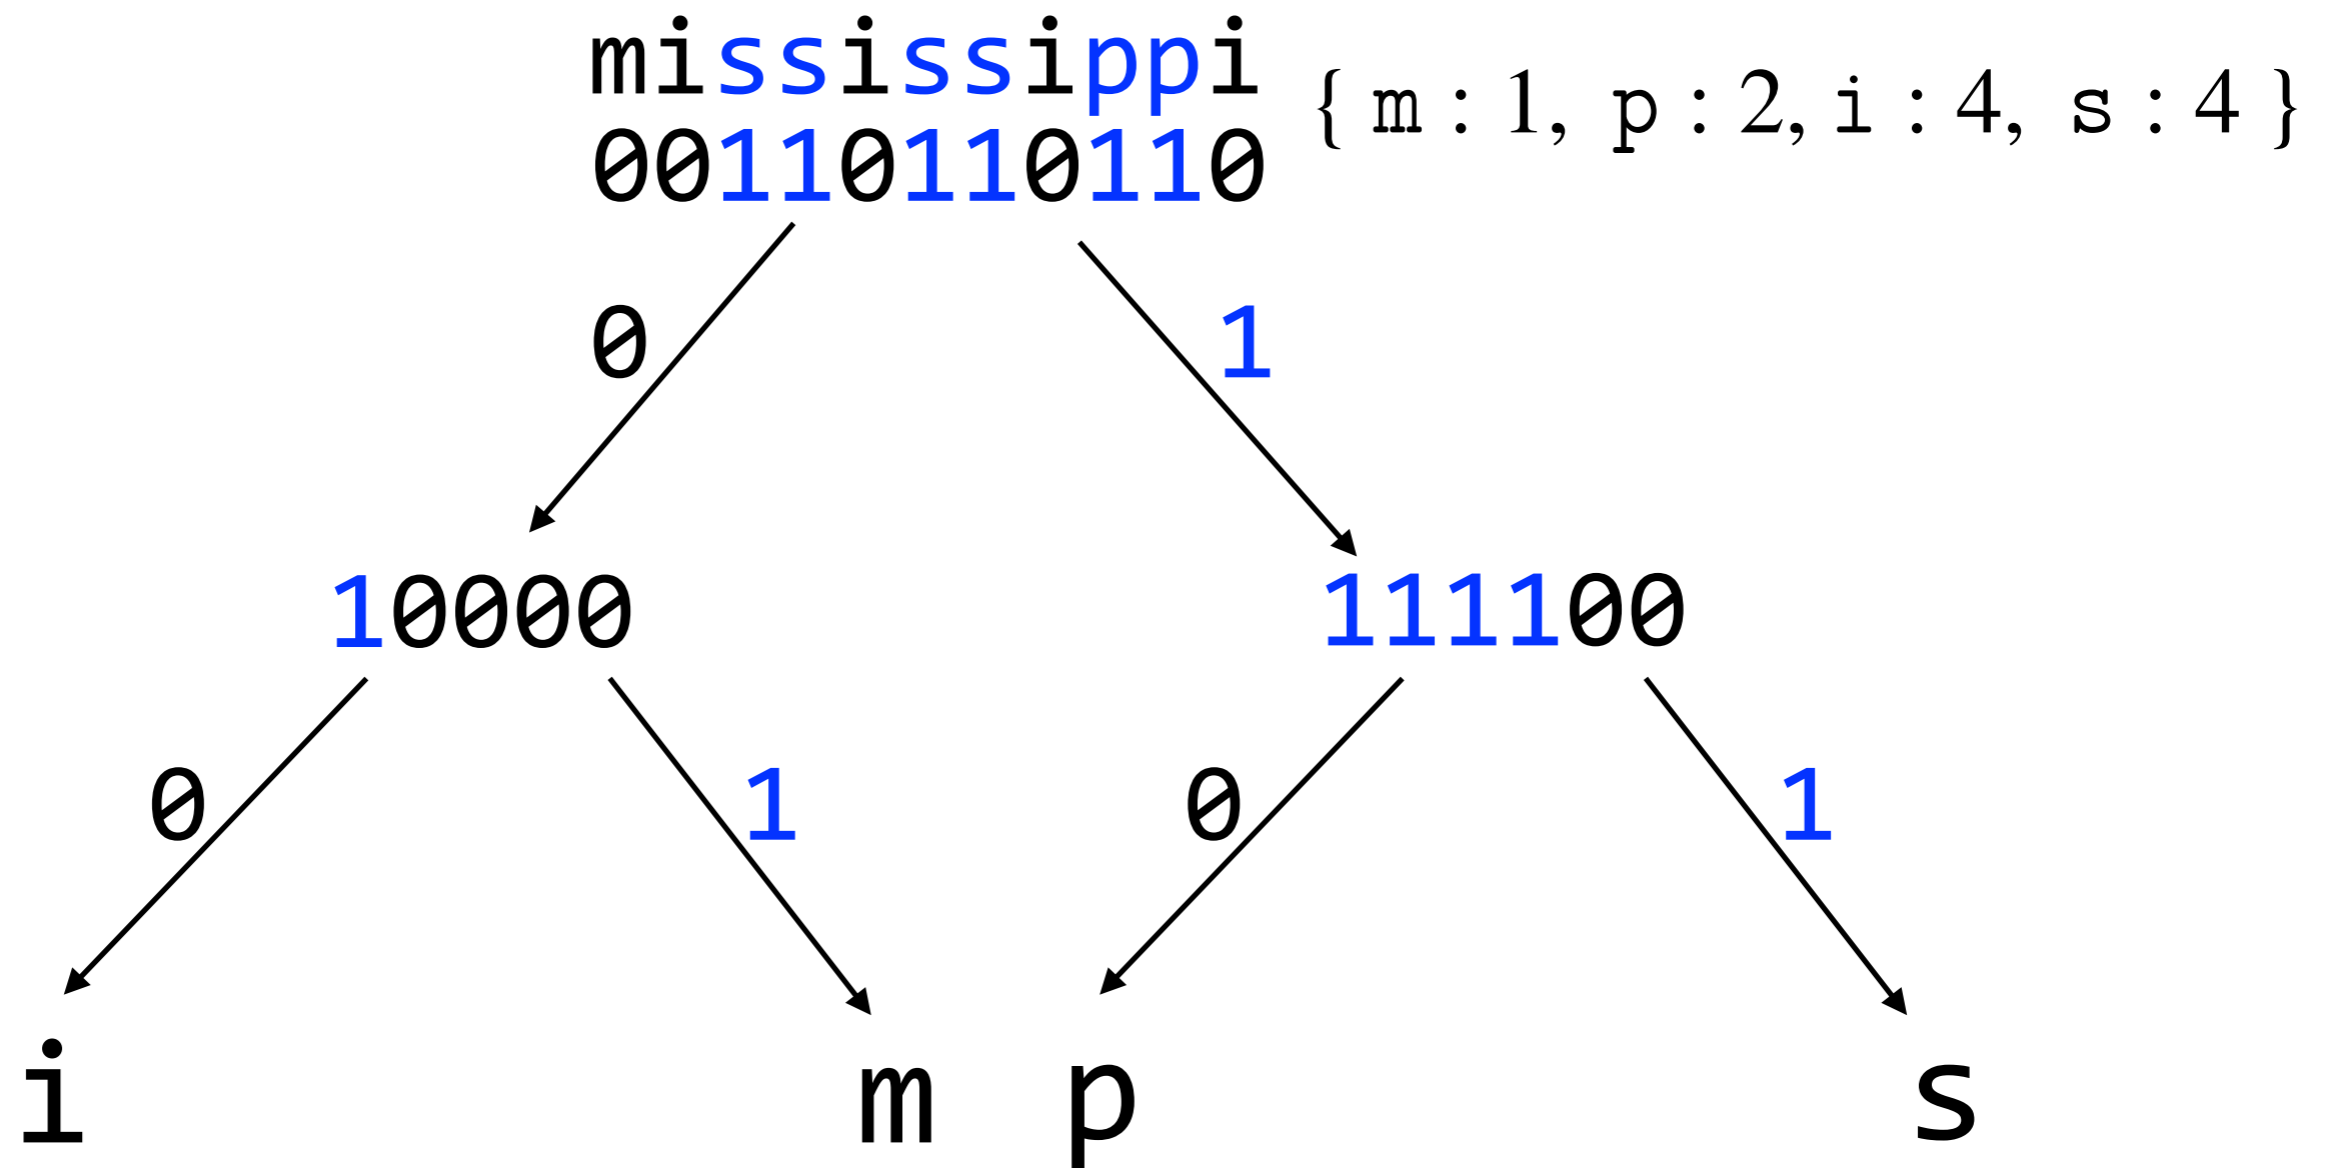 mississippi
{ m : 1, p : 2, i : 4, s : 4 }
00110110110
0 1
10000 111100
0 1 0 1
i m p s